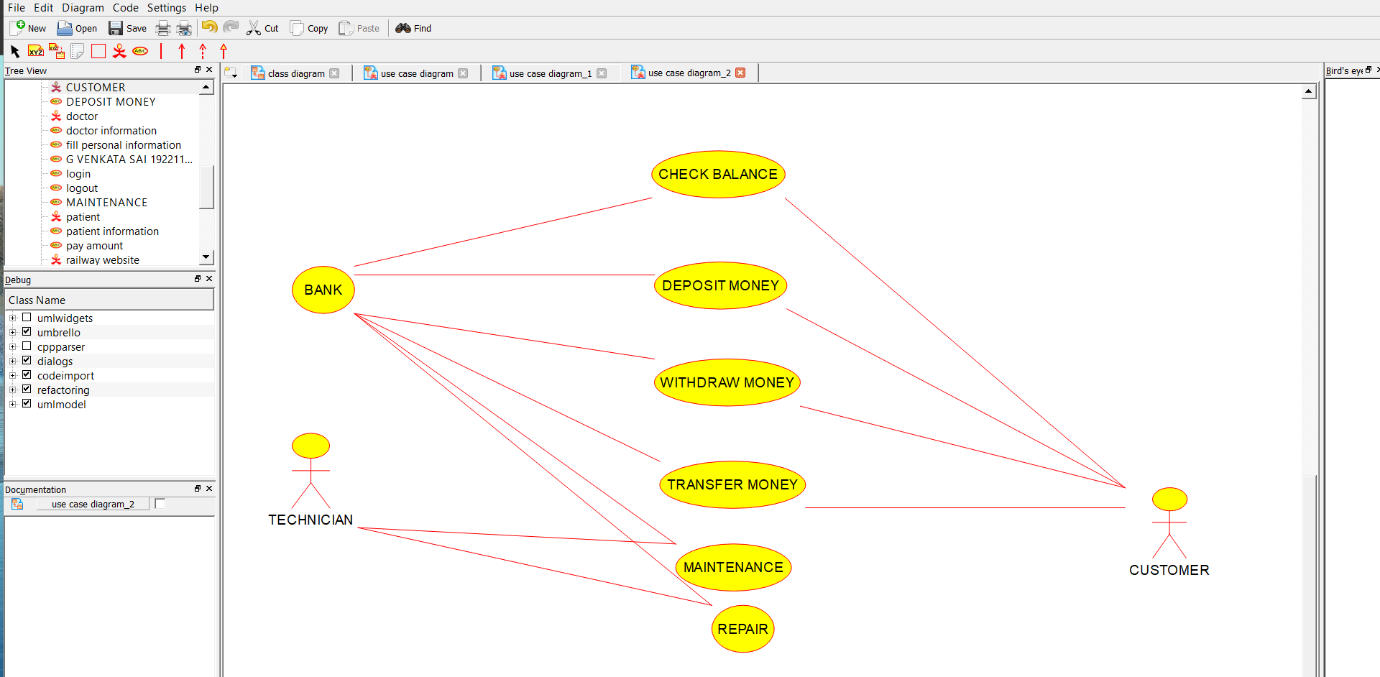 File Edit Diagram Code Settings Help
New Open Save Cut Copy Paste Find
Tree View
CUSTOMER
DEPOSIT MONEY
doctor
doctor information
fill personal information
G VENKATA SAI 192211...
login
logout
MAINTENANCE
patient
patient information
pay amount
railway website
Debug
Class Name
umlwidgets
umbrello
cppparser
dialogs
codeimport
refactoring
umlmodel
Documentation
use case diagram_2
class diagram use case diagram use case diagram_1 use case diagram_2
CHECK BALANCE
BANK
DEPOSIT MONEY
WITHDRAW MONEY
TECHNICIAN
TRANSFER MONEY
MAINTENANCE
CUSTOMER
REPAIR
Bird's eye